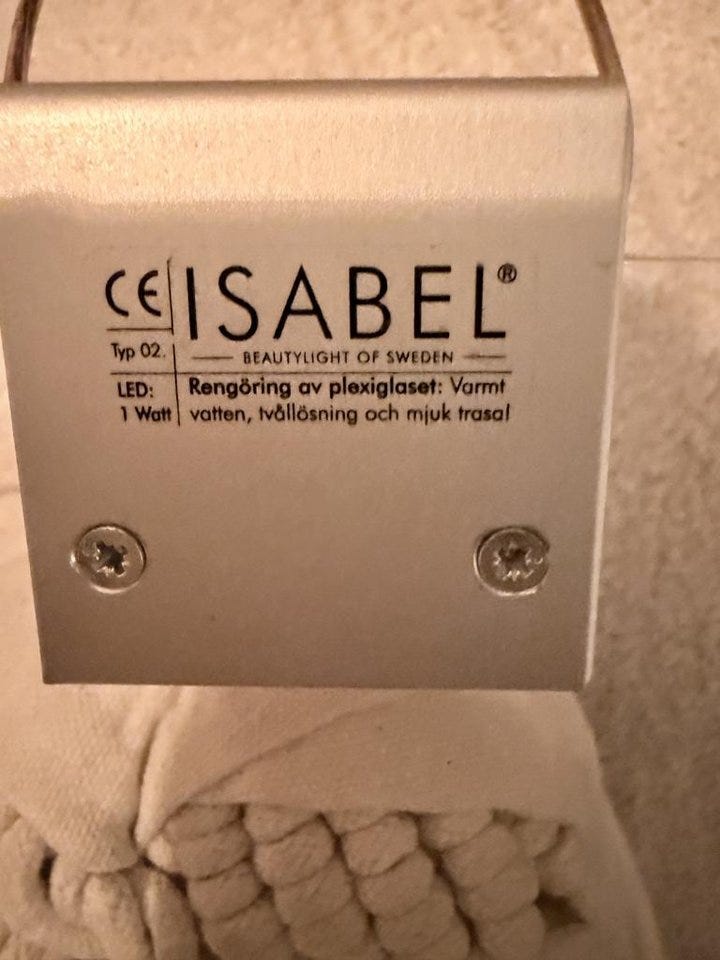 CE ISABEL®
Typ 02. BEAUTYLIGHT OF SWEDEN
LED: Rengöring av plexiglaset: Varmt
1 Watt vatten, tvållösning och mjuk trasa!